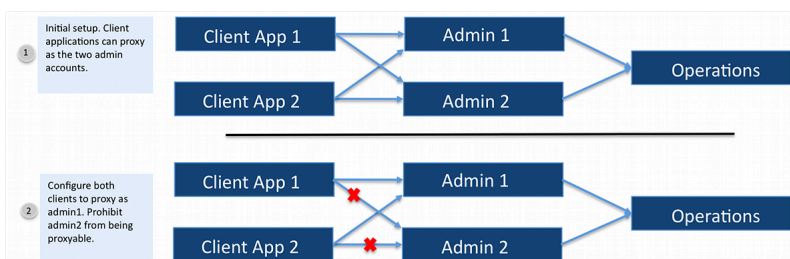 1
Initial setup. Client
applications can proxy
as the two admin
accounts.
Client App 1
Admin 1
Client App 2
Admin 2
Operations
2
Configure both
clients to proxy as
admin1. Prohibit
admin2 from being
proxyable.
Client App 1
Admin 1
Client App 2
Admin 2
Operations